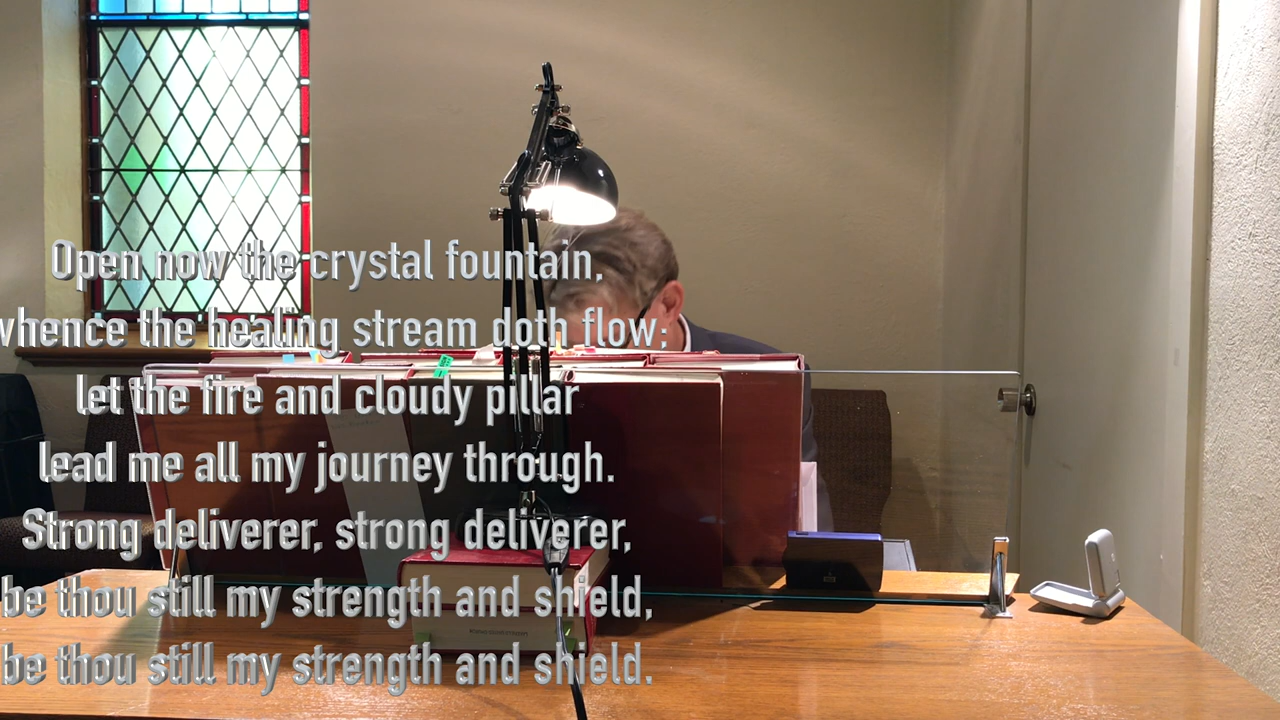 Open now the crystal fountain,
whence the healing stream doth flow;
let the fire and cloudy pillar
lead me all my journey through.
Strong deliverer, strong deliverer,
be thou still my strength and shield,
be thou still my strength and shield.